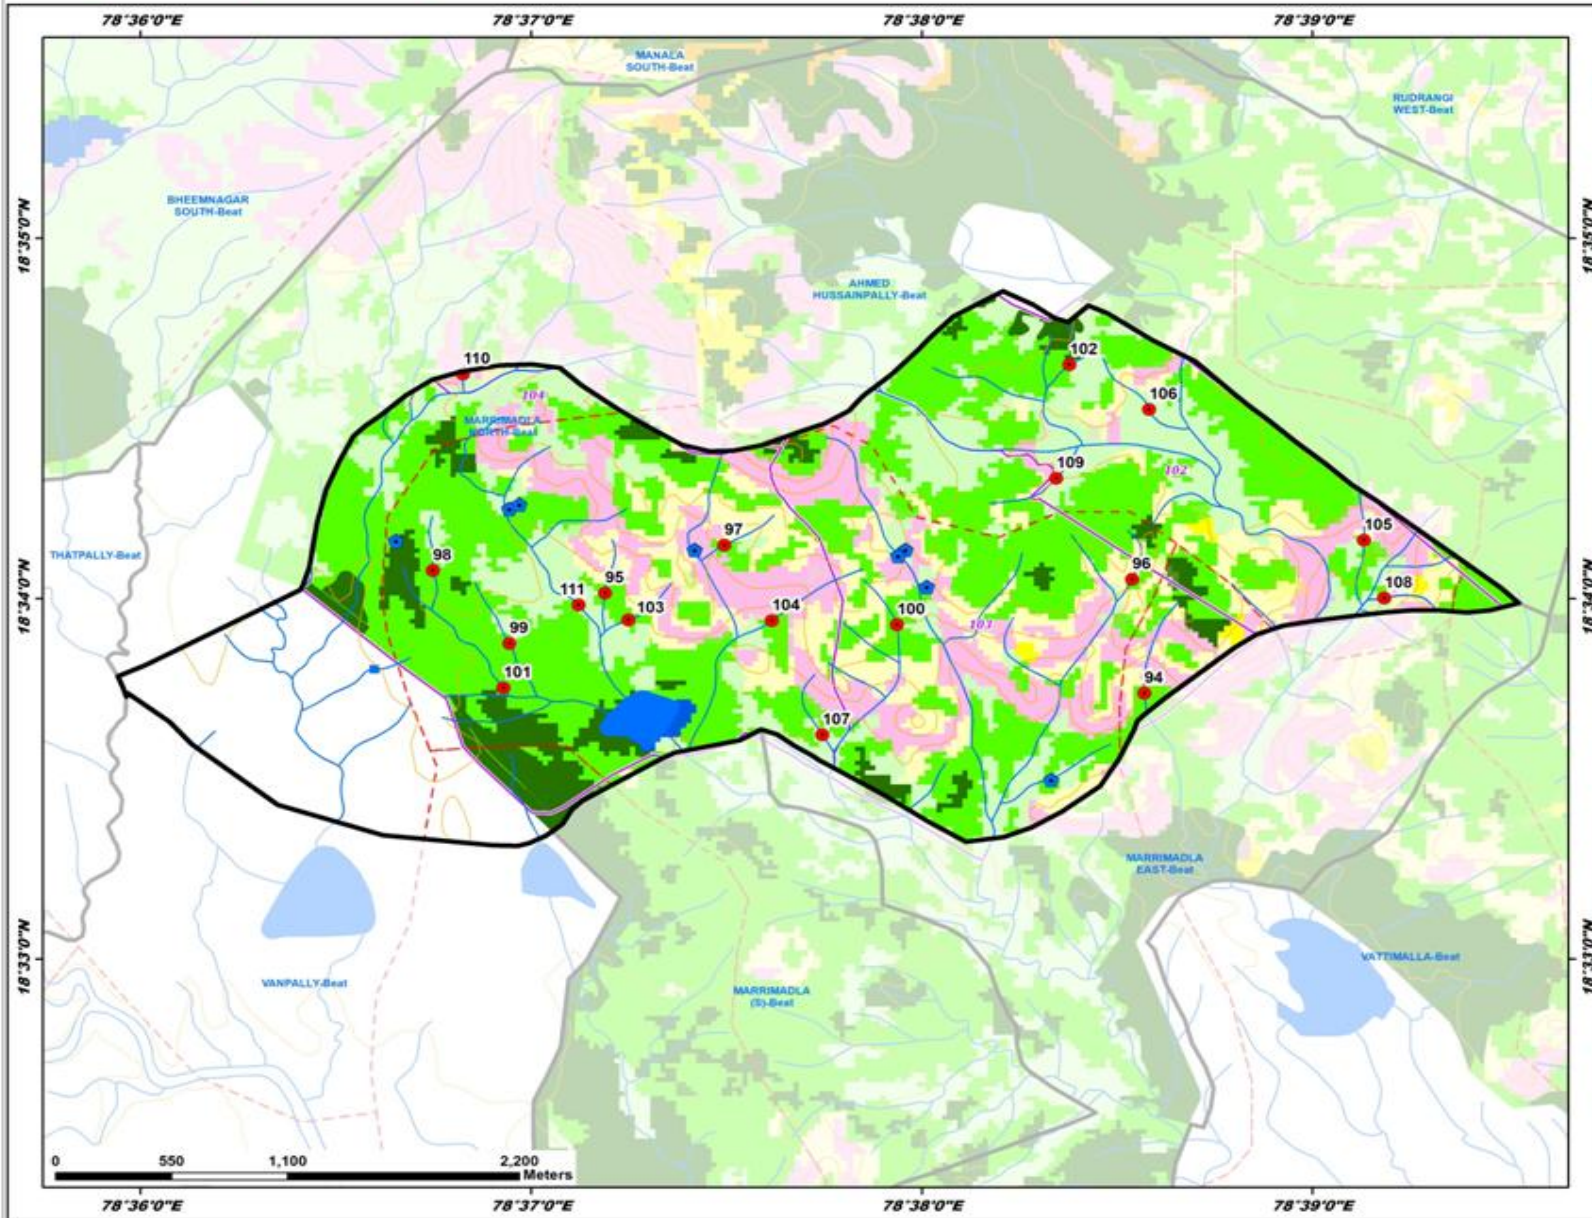 78°36'0"E
78°37'0"E
78°38'0"E
78°39'0"E
MANALA
SOUTH-Beat
RUDRANGI
WEST-Beat
BHEEMNAGAR
SOUTH-Beat
18°35'0"N
18°35'0"N
AHMED
HUSSAINPALLY-Beat
102
110
104
106
MARRIMADLA
NORTH-Beat
109
102
97
105
THATPALLY-Beat
98
96
108
111
95
103
104
100
103
18°34'0"N
18°34'0"N
99
101
94
107
MARRIMADLA
EAST-Beat
18°33'0"N
18°33'0"N
VANPALLY-Beat
MARRIMADLA
(S)-Beat
VATTIMALLA-Beat
0 550 1,100 2,200
Meters
78°36'0"E
78°37'0"E
78°38'0"E
78°39'0"E